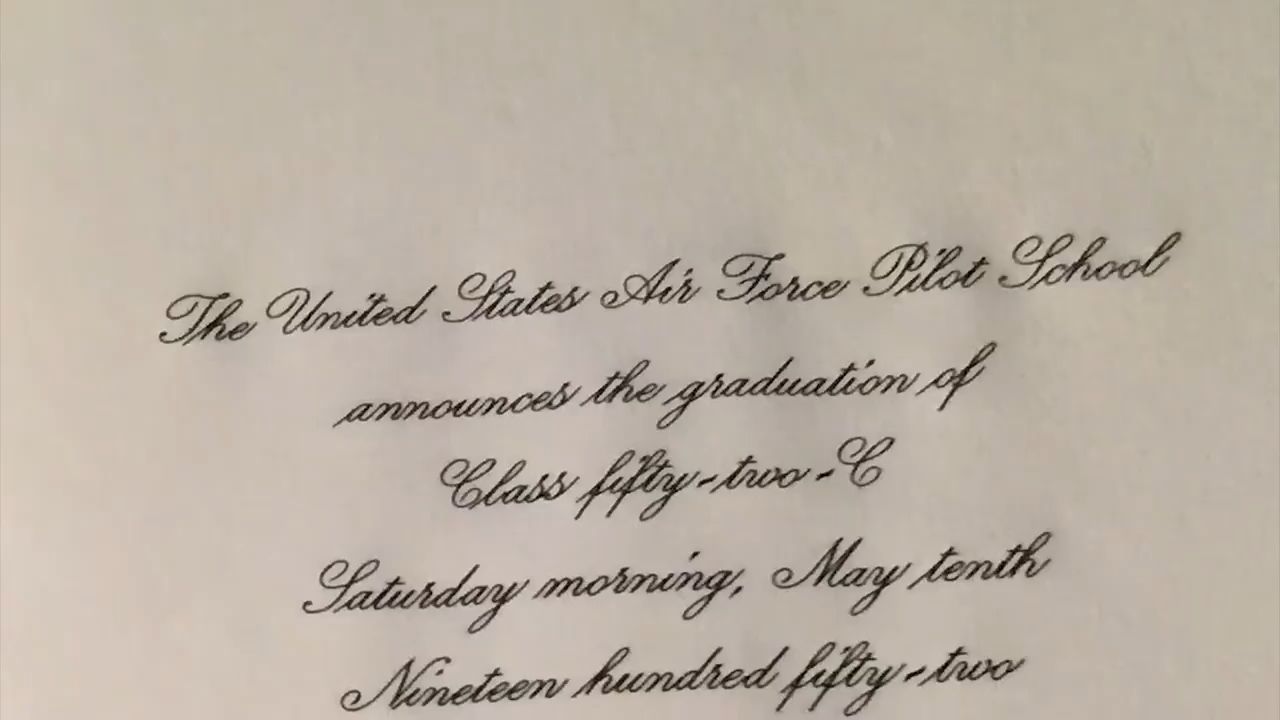 The United States Air Force Pilot School
announces the graduation of
Class fifty-two-C
Saturday morning, May tenth
Nineteen hundred fifty-two